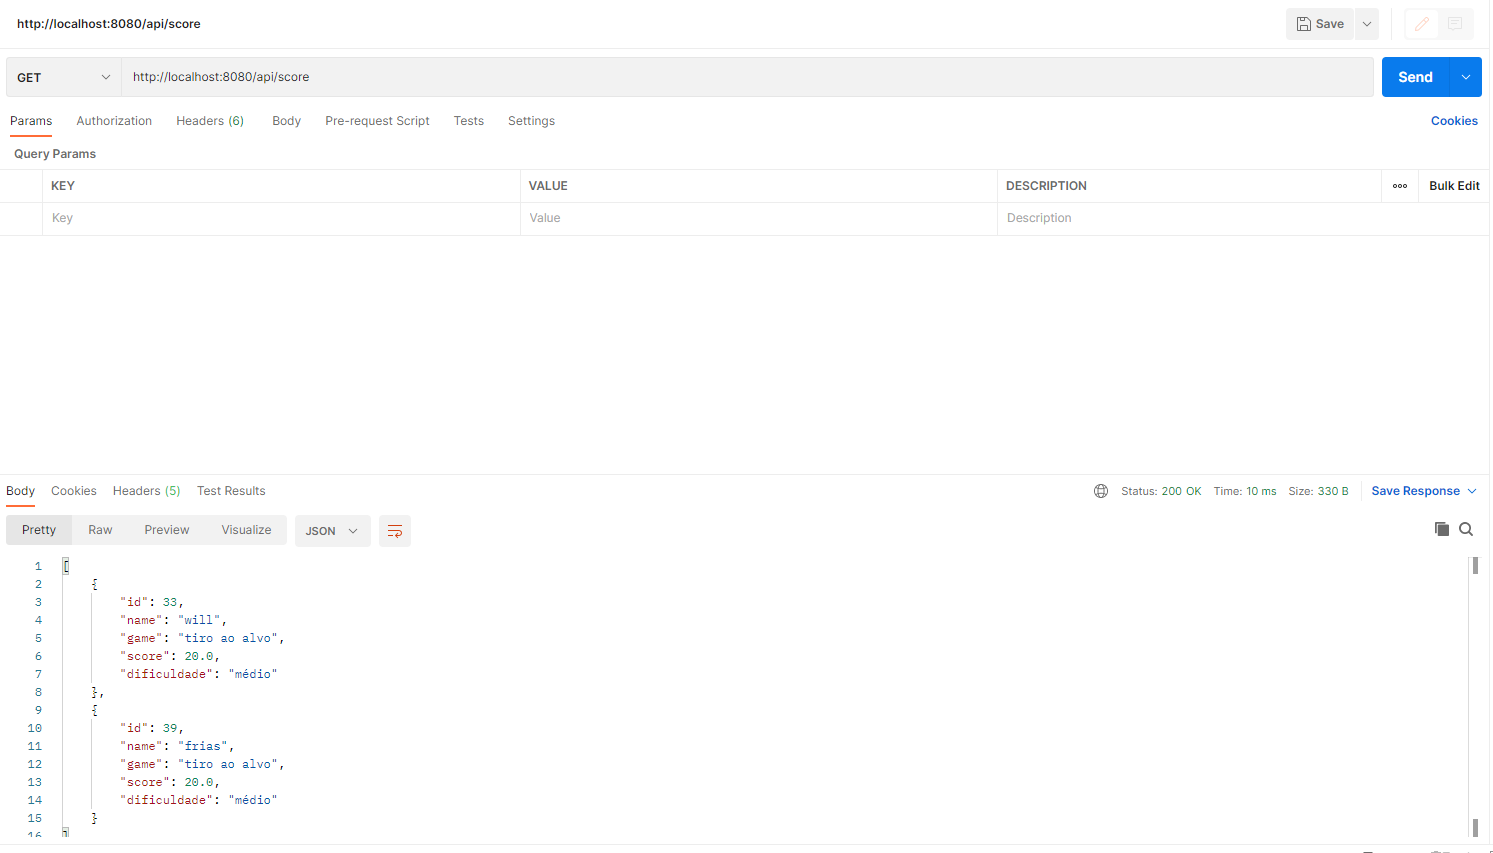 http://localhost:8080/api/score
Save
GET
http://localhost:8080/api/score
Send
Params Authorization Headers (6) Body Pre-request Script Tests Settings Cookies
Query Params
KEY VALUE DESCRIPTION ooo Bulk Edit
Key Value Description
Body Cookies Headers (5) Test Results Status: 200 OK Time: 10 ms Size: 330 B Save Response
Pretty Raw Preview Visualize JSON
1 [
2 {
3 "id": 33,
4 "name": "will",
5 "game": "tiro ao alvo",
6 "score": 20.0,
7 "dificuldade": "médio"
8 },
9 {
10 "id": 39,
11 "name": "frias",
12 "game": "tiro ao alvo",
13 "score": 20.0,
14 "dificuldade": "médio"
15 }
16 ]